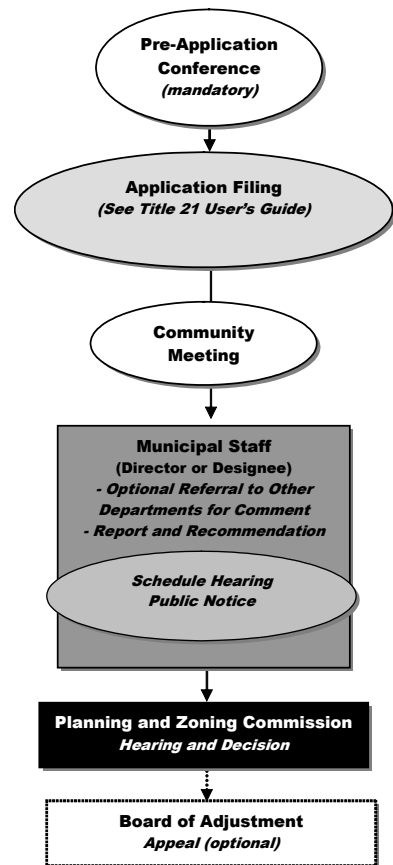 Pre-Application
Conference
(mandatory)
Application Filing
(See Title 21 User's Guide)
Community
Meeting
Municipal Staff
(Director or Designee)
- Optional Referral to Other
Departments for Comment
- Report and Recommendation
Schedule Hearing
Public Notice
Planning and Zoning Commission
Hearing and Decision
Board of Adjustment
Appeal (optional)